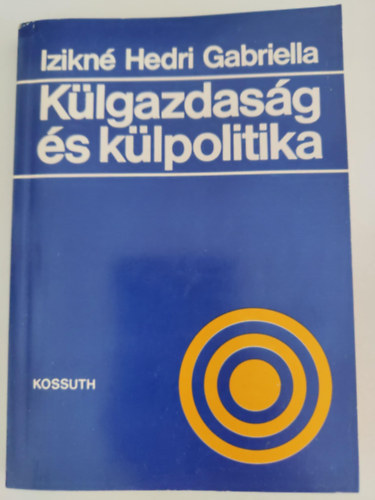 Izikné Hedri Gabriella
Külgazdaság
és külpolitika
KOSSUTH